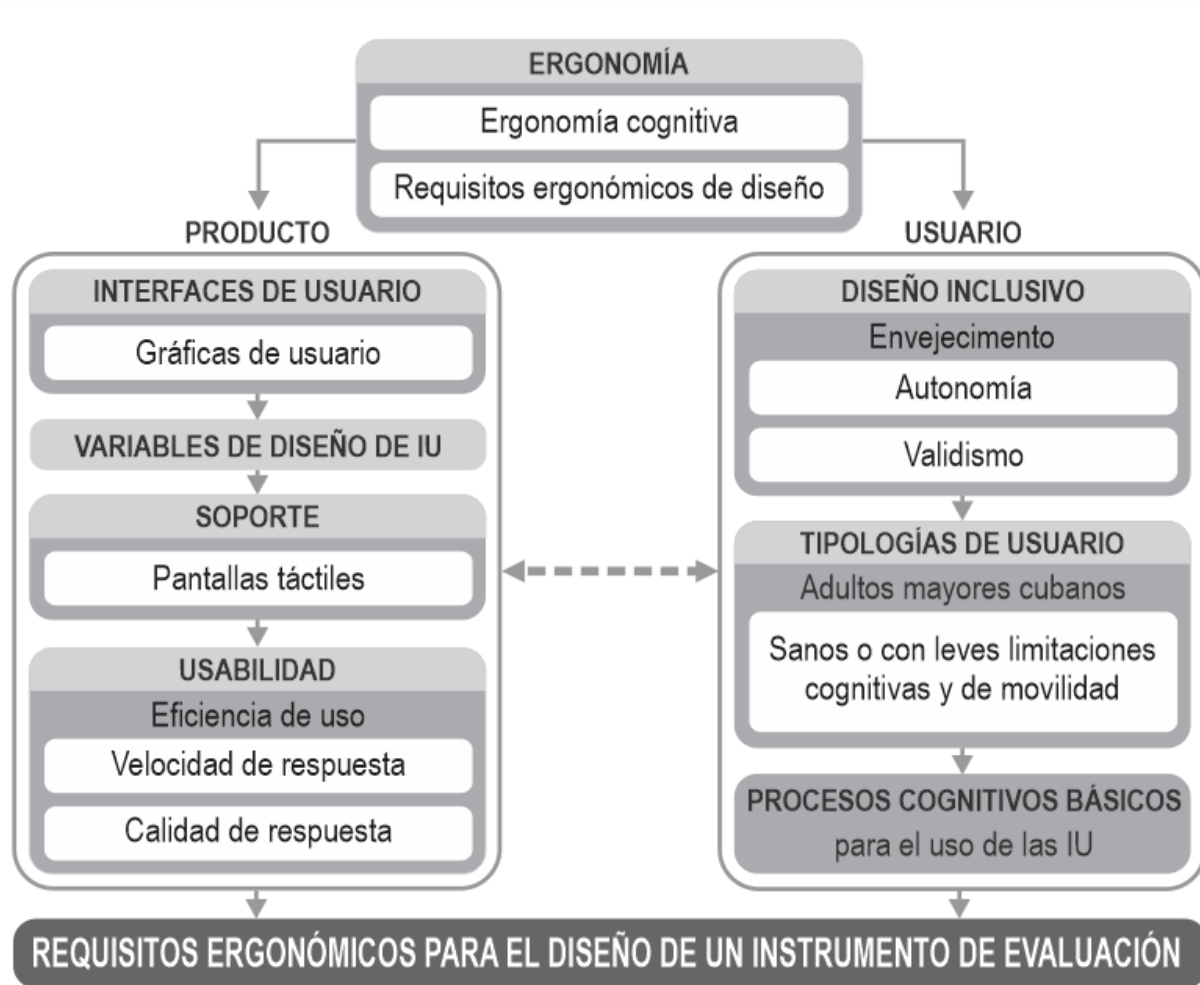 ERGONOMÍA
Ergonomía cognitiva
Requisitos ergonómicos de diseño
PRODUCTO
INTERFACES DE USUARIO
Gráficas de usuario
VARIABLES DE DISEÑO DE IU
SOPORTE
Pantallas táctiles
USABILIDAD
Eficiencia de uso
Velocidad de respuesta
Calidad de respuesta
USUARIO
DISEÑO INCLUSIVO
Envejecimento
Autonomía
Validismo
TIPOLOGÍAS DE USUARIO
Adultos mayores cubanos
Sanos o con leves limitaciones
cognitivas y de movilidad
PROCESOS COGNITIVOS BÁSICOS
para el uso de las IU
REQUISITOS ERGONÓMICOS PARA EL DISEÑO DE UN INSTRUMENTO DE EVALUACIÓN